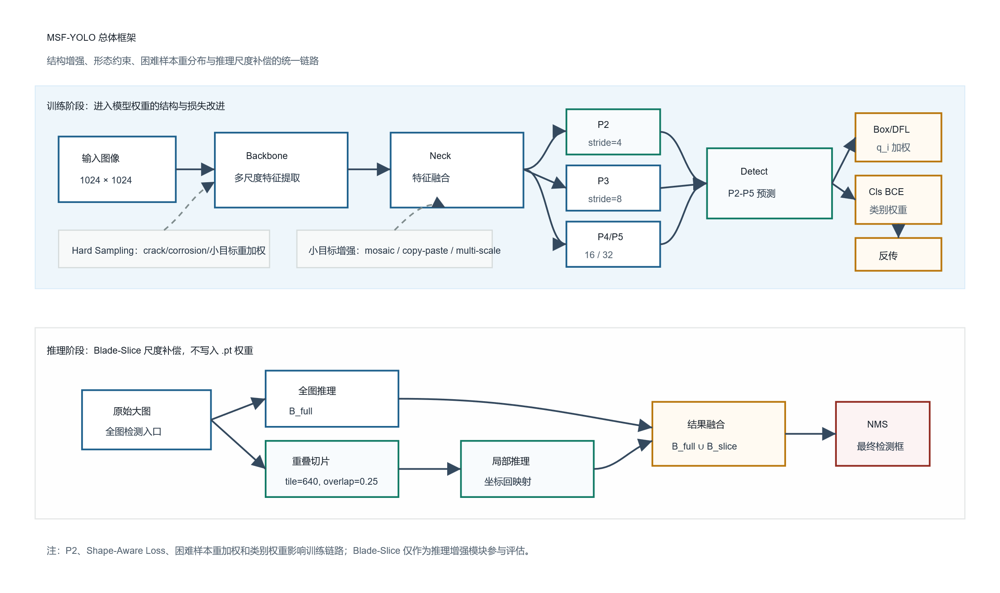 MSF-YOLO 总体框架
结构增强、形态约束、困难样本重分布与推理尺度补偿的统一链路
训练阶段：进入模型权重的结构与损失改进
输入图像
1024 × 1024
Backbone
多尺度特征提取
Neck
特征融合
P2
stride=4
P3
stride=8
P4/P5
16 / 32
Detect
P2-P5 预测
Box/DFL
q_i 加权
Cls BCE
类别权重
反传
Hard Sampling：crack/corrosion/小目标重加权
小目标增强：mosaic / copy-paste / multi-scale
推理阶段：Blade-Slice 尺度补偿，不写入 .pt 权重
原始大图
全图检测入口
全图推理
B_full
重叠切片
tile=640, overlap=0.25
局部推理
坐标回映射
结果融合
B_full ∪ B_slice
NMS
最终检测框
注：P2、Shape-Aware Loss、困难样本重加权和类别权重影响训练链路；Blade-Slice 仅作为推理增强模块参与评估。